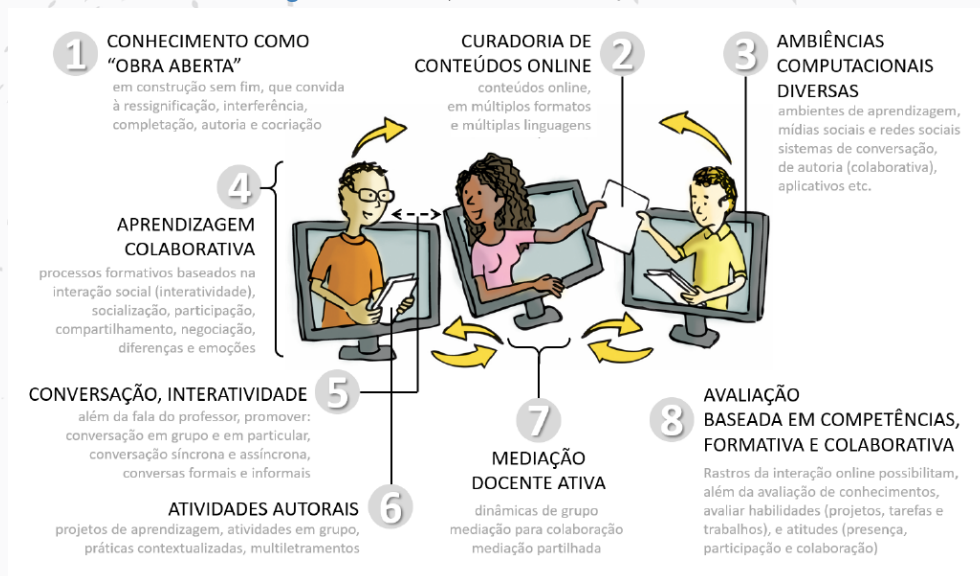 1
CONHECIMENTO COMO
“OBRA ABERTA”
em construção sem fim, que convida
à ressignificação, interferência,
completação, autoria e cocriação
2
CURADORIA DE
CONTEÚDOS ONLINE
conteúdos online,
em múltiplos formatos
e múltiplas linguagens
3
AMBIÊNCIAS
COMPUTACIONAIS
DIVERSAS
ambientes de aprendizagem,
mídias sociais e redes sociais
sistemas de conversação,
de autoria (colaborativa),
aplicativos etc.
4
APRENDIZAGEM
COLABORATIVA
processos formativos baseados na
interação social (interatividade),
socialização, participação,
compartilhamento, negociação,
diferenças e emoções
CONVERSAÇÃO, INTERATIVIDADE
5
além da fala do professor, promover:
conversação em grupo e em particular,
conversação síncrona e assíncrona,
conversas formais e informais
ATIVIDADES AUTORAIS
6
projetos de aprendizagem, atividades em grupo,
práticas contextualizadas, multiletramentos
7
MEDIAÇÃO
DOCENTE ATIVA
dinâmicas de grupo
mediação para colaboração
mediação partilhada
8
AVALIAÇÃO
BASEADA EM COMPETÊNCIAS,
FORMATIVA E COLABORATIVA
Rastros da interação online possibilitam,
além da avaliação de conhecimentos,
avaliar habilidades (projetos, tarefas e
trabalhos), e atitudes (presença,
participação e colaboração)